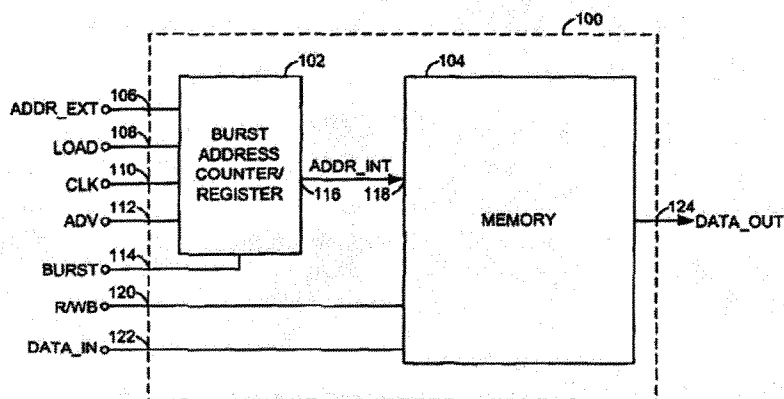 100
102
104
ADDR_EXT 106
LOAD 108
CLK 110
ADV 112
BURST 114
R/WB 120
DATA_IN 122
BURST
ADDRESS
COUNTER/
REGISTER
ADDR_INT
116 118
MEMORY
124
DATA_OUT